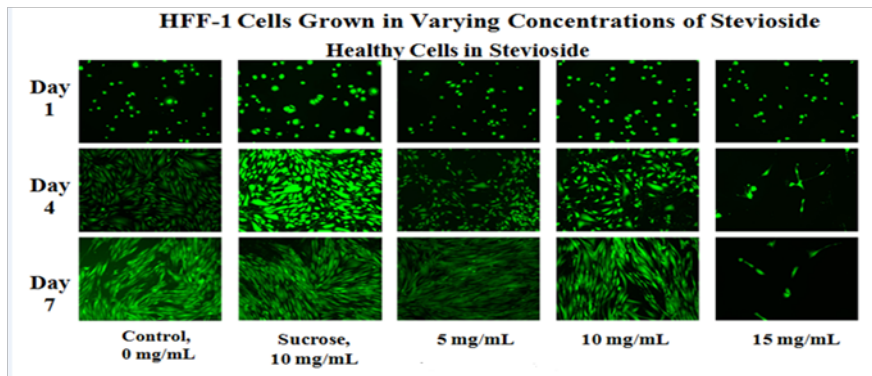 HFF-1 Cells Grown in Varying Concentrations of Stevioside
Healthy Cells in Stevioside
Day
1
Day
4
Day
7
Control,
0 mg/mL
Sucrose,
10 mg/mL
5 mg/mL
10 mg/mL
15 mg/mL